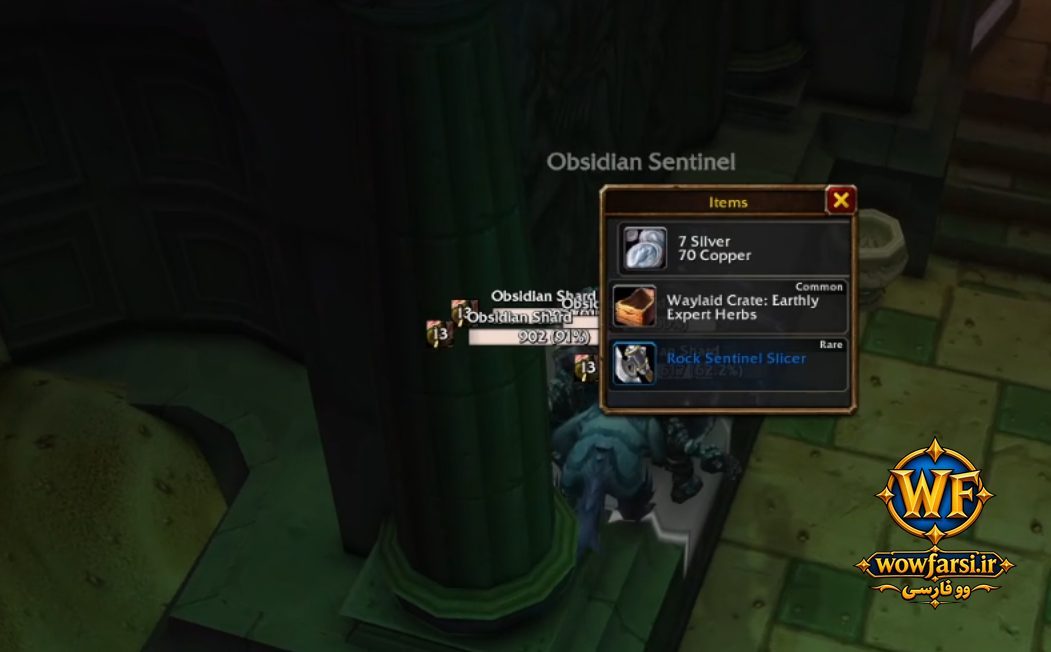 Obsidian Sentinel
Items
7 Silver
70 Copper
Common
Waylaid Crate: Earthly
Expert Herbs
Rare
Rock Sentinel Slicer
Obsidian Shard
13
Obsidian Shard
13
902 (91%)
13
WF
wowfarsi.ir
وو فارسی